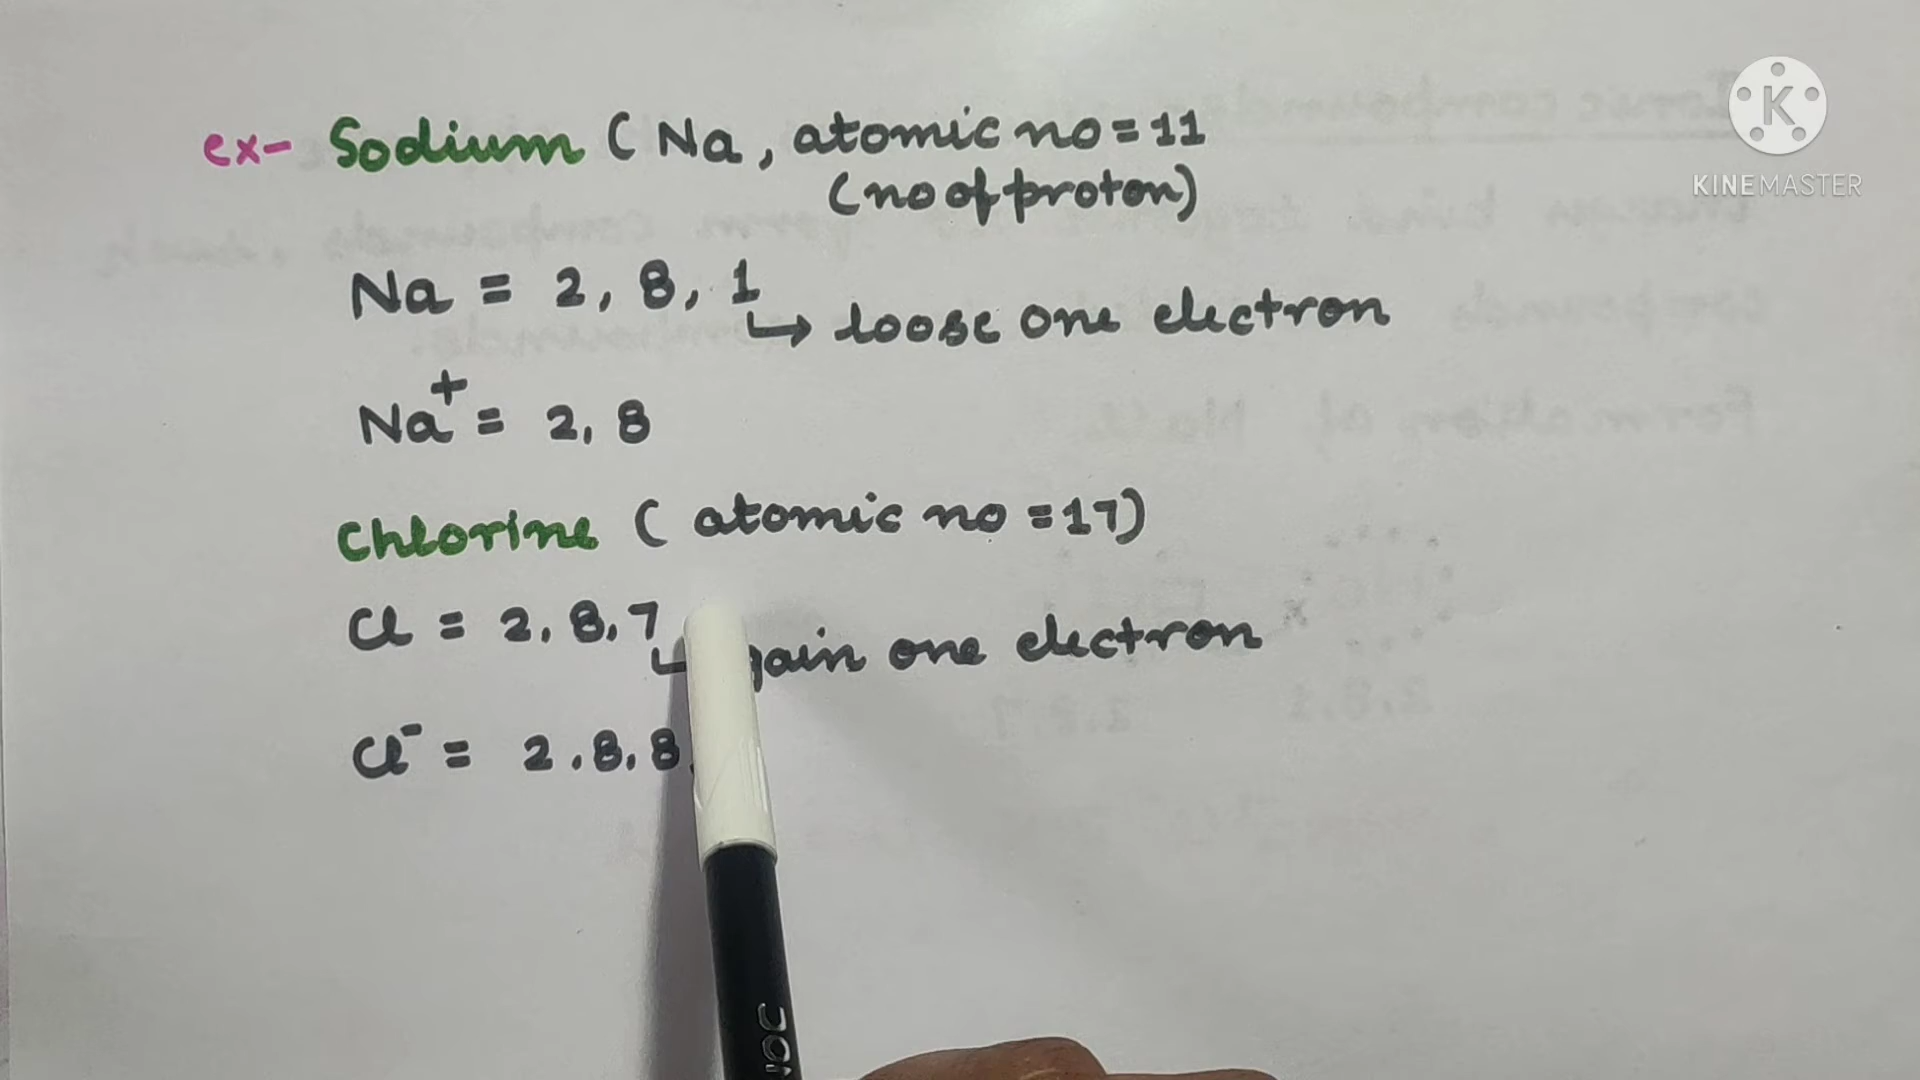 ex- Sodium ( Na, atomic no = 11
(no of proton)
Na = 2, 8, 1
↳ loose one electron
Na⁺ = 2, 8
Chlorine ( atomic no = 17)
Cl = 2, 8, 7
gain one electron
Cl⁻ = 2, 8, 8
K
KINEMASTER